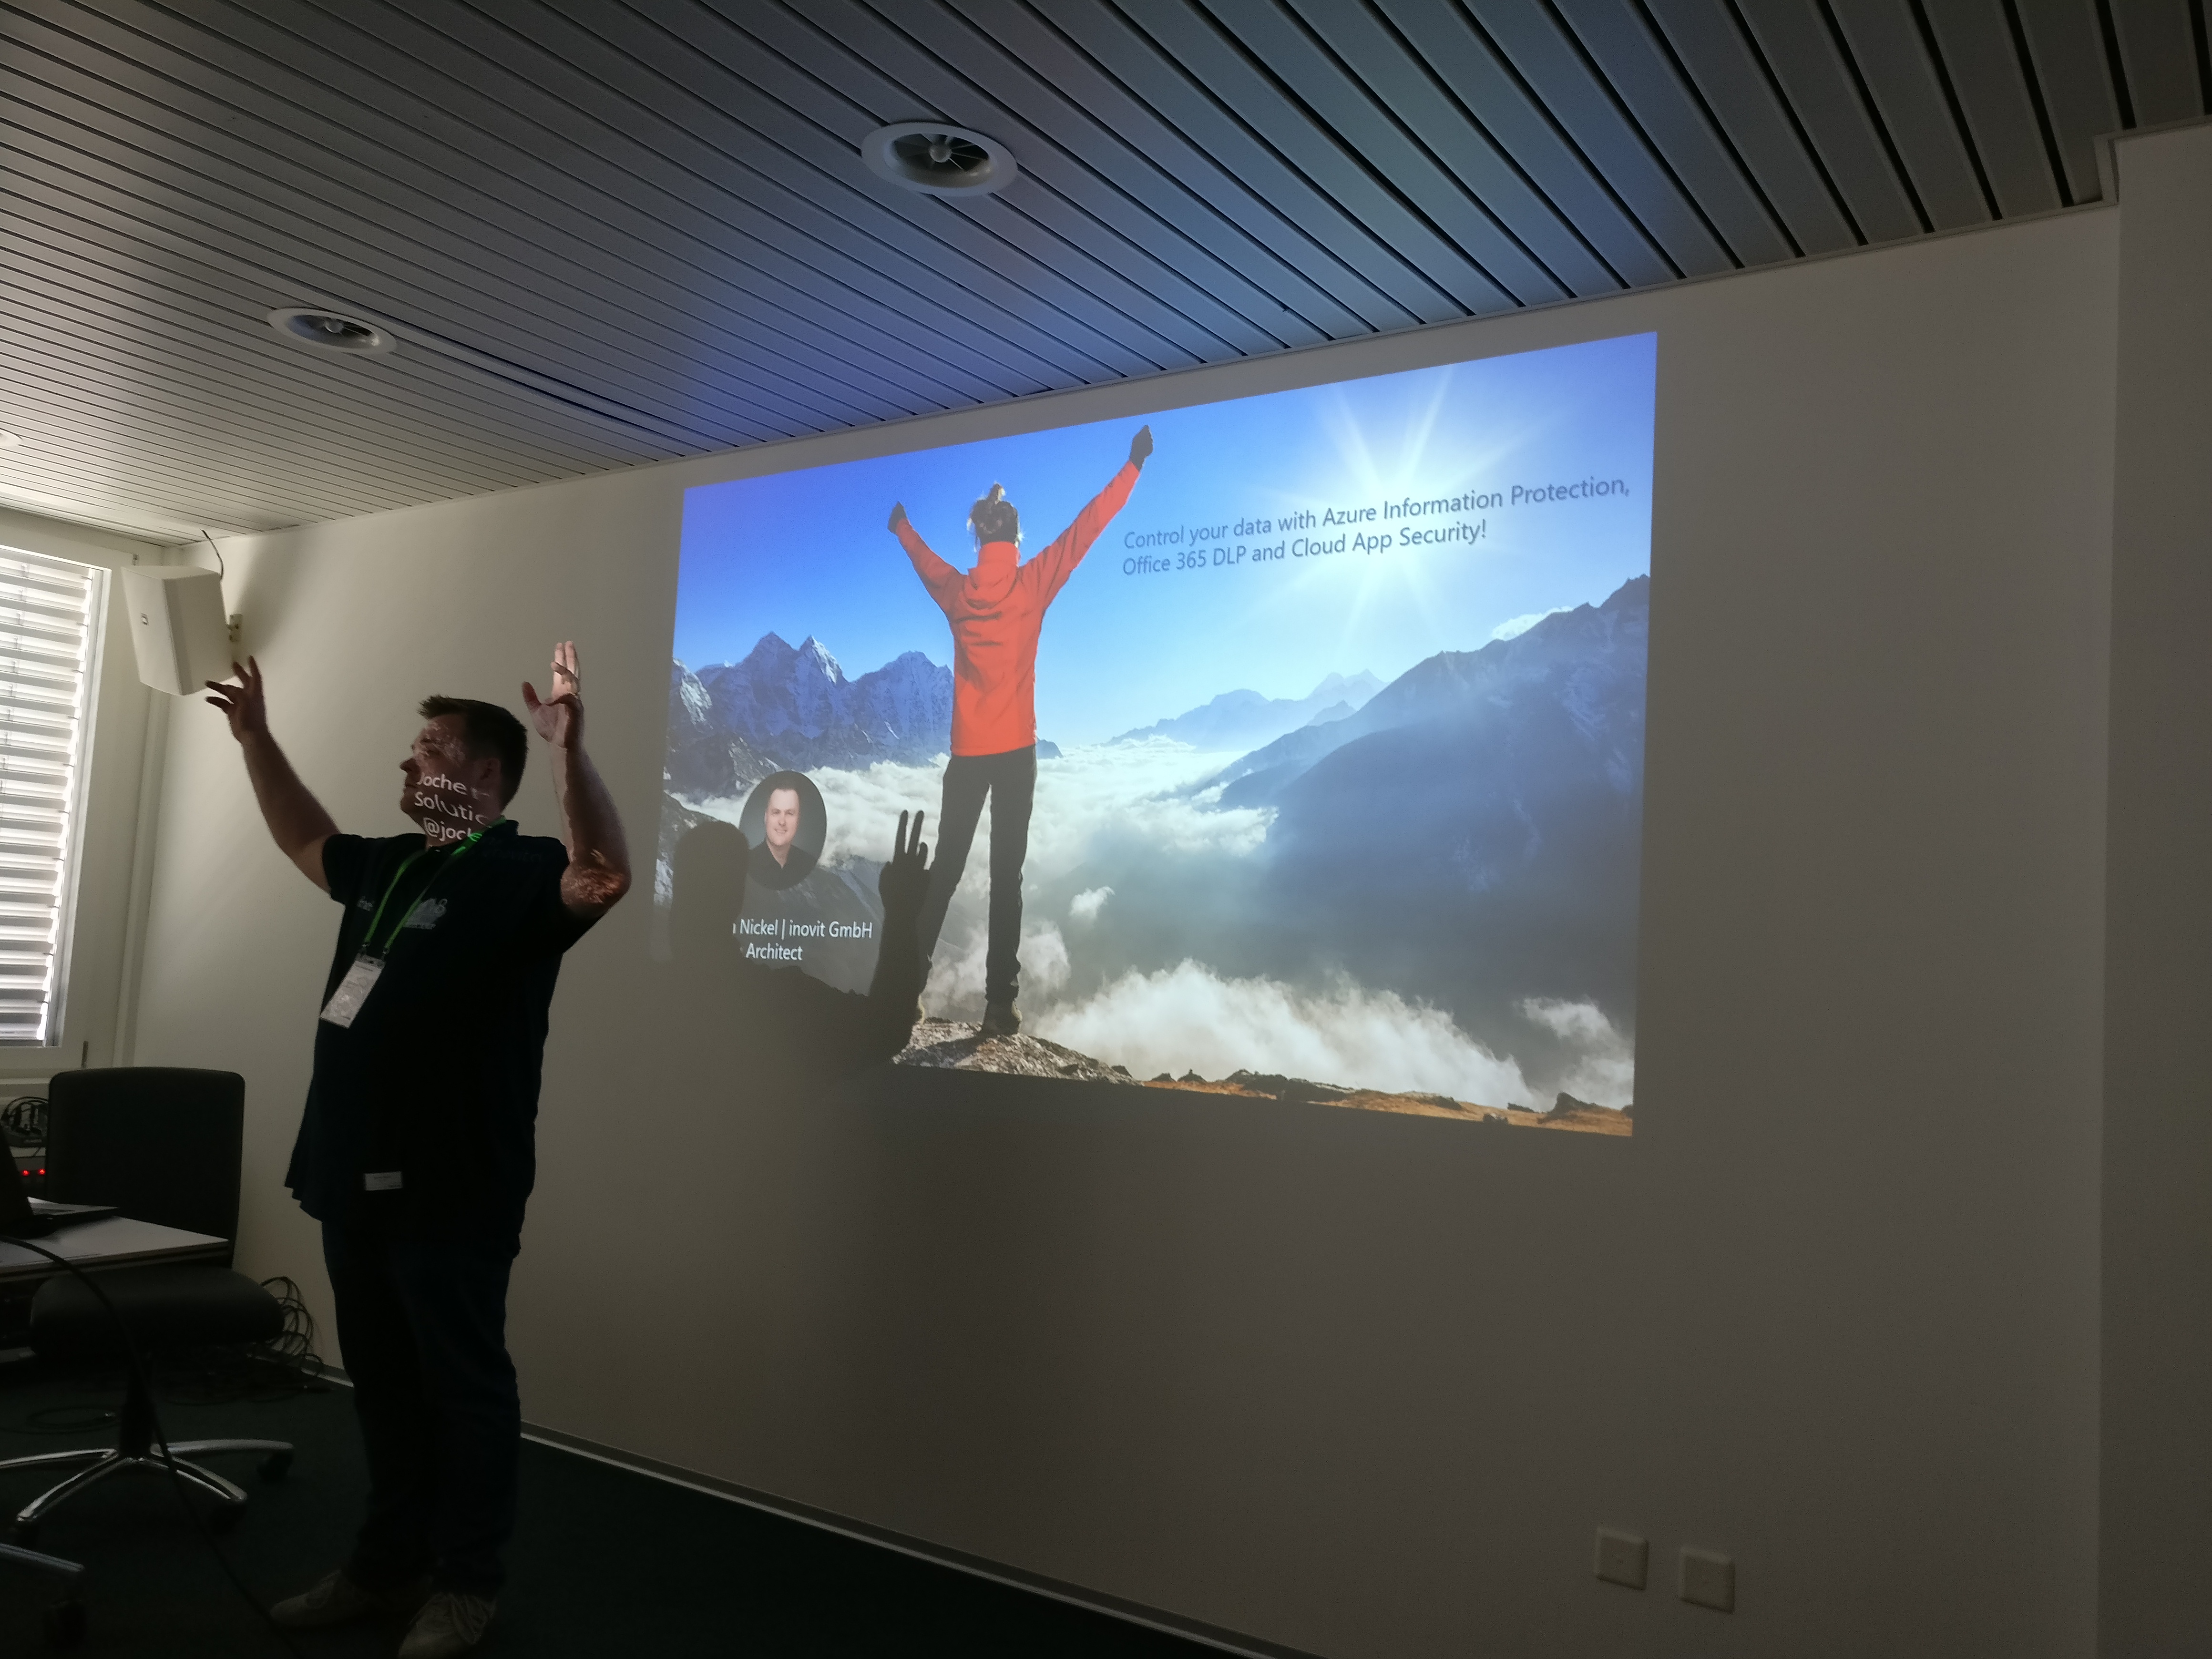 Control your data with Azure Information Protection,
Office 365 DLP and Cloud App Security!
Joche
Solutio
@joche
Nickel | inovit GmbH
Architect